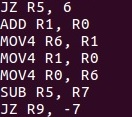 JZ R5, 6
ADD R1, R0
MOV4 R6, R1
MOV4 R1, R0
MOV4 R0, R6
SUB R5, R7
JZ R9, -7